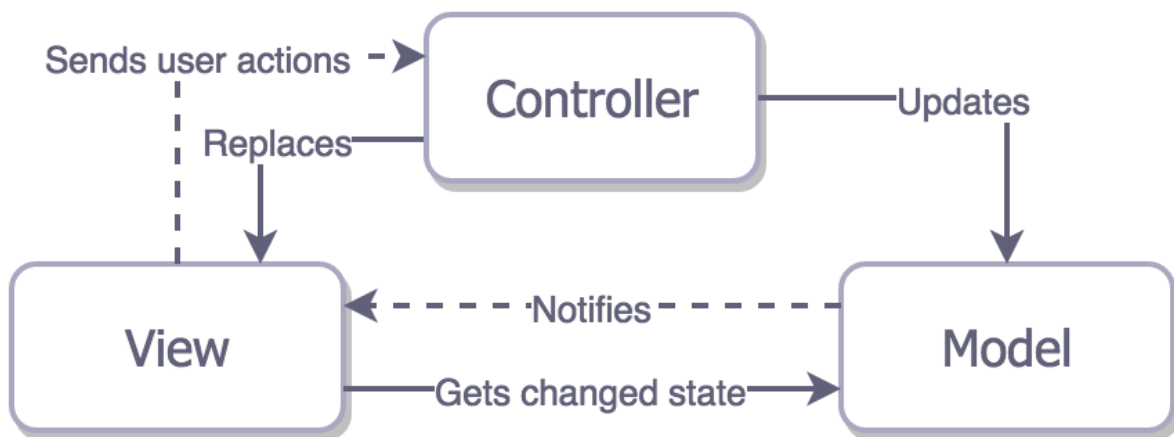 Sends user actions
Controller
Updates
Replaces
View
Notifies
Model
Gets changed state